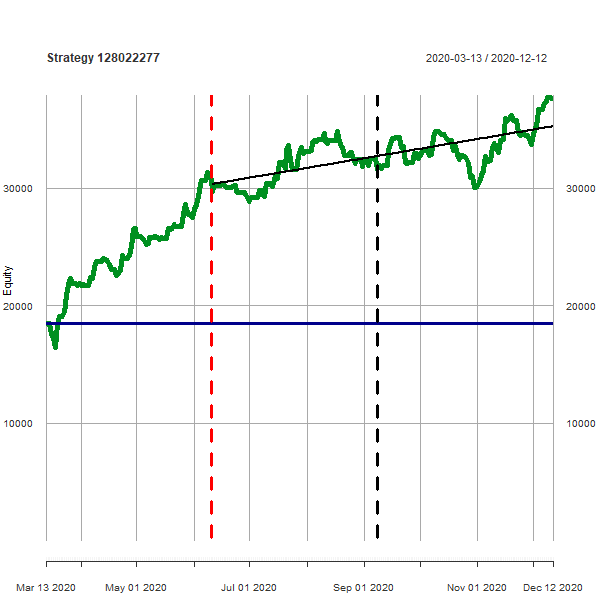 Strategy 128022277
2020-03-13 / 2020-12-12
30000
30000
Equity
20000
20000
10000
10000
Mar 13 2020
May 01 2020
Jul 01 2020
Sep 01 2020
Nov 01 2020
Dec 12 2020